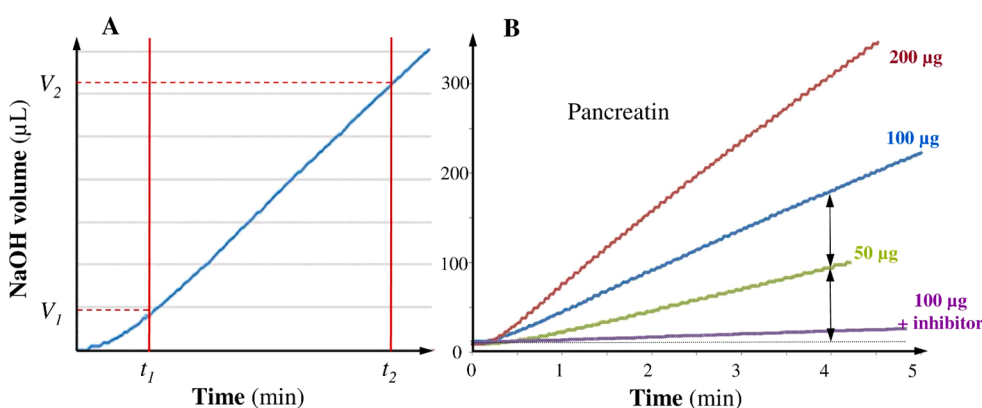 A
NaOH volume (µL)
V2
V1
t1
t2
Time (min)
B
Pancreatin
300
200
100
0
200 µg
100 µg
50 µg
100 µg
+ inhibitor
0
1
2
3
4
5
Time (min)